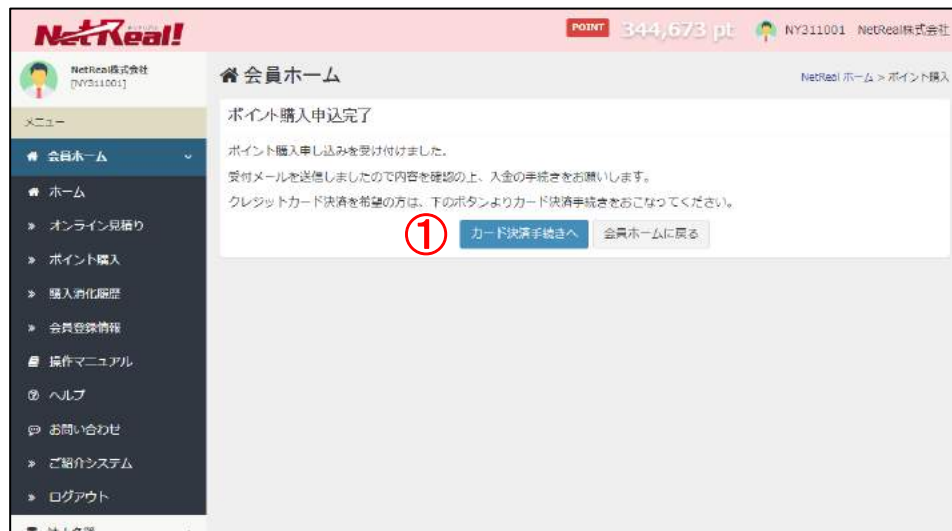 NetReal!
POINT 344,673 pt NY311001 NetReal株式会社
NetReal株式会社
[NY311001]
会員ホーム
NetReal ホーム > ポイント購入
メニュー
ポイント購入申込完了
会員ホーム
ポイント購入申し込みを受け付けました。
受付メールを送信しましたので内容を確認の上、入金の手続きをお願いします。
クレジットカード決済を希望の方は、下のボタンよりカード決済手続きをおこなってください。
① カード決済手続きへ 会員ホームに戻る
ホーム
» オンライン見積り
» ポイント購入
» 購入消化履歴
» 会員登録情報
操作マニュアル
ヘルプ
お問い合わせ
» ご紹介システム
» ログアウト